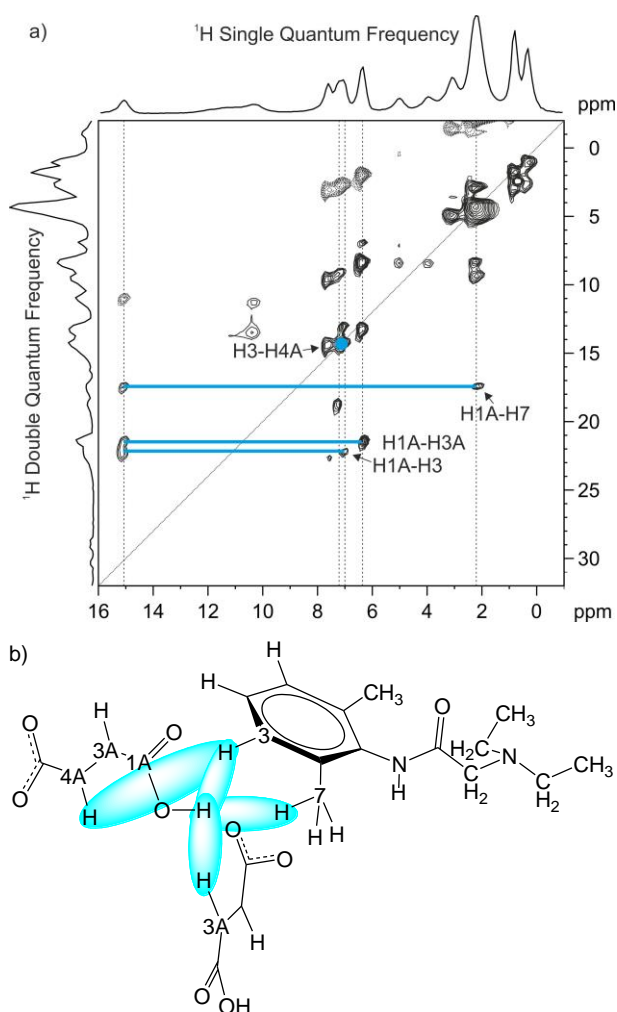 a)
¹H Single Quantum Frequency
ppm
¹H Double Quantum Frequency
0
5
10
15
20
25
30
H3-H4A
H1A-H7
H1A-H3A
H1A-H3
16 14 12 10 8 6 4 2 0 ppm
b)
H
H
CH₃
O
CH₃
O
H
O
3A
1A
4A
H
3
N
H
H₂C
N
CH₃
O
H
O
H
H
7
CH₂
CH₂
H H
O
O
H
3A
H
O
OH